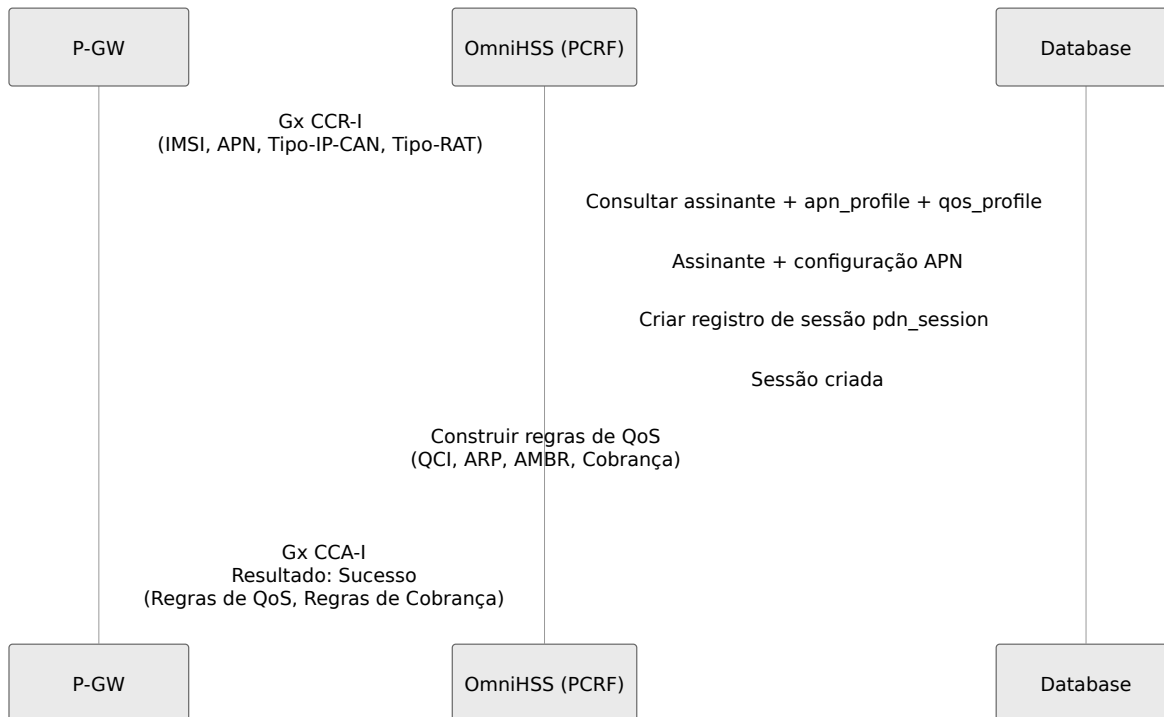 P-GW
OmniHSS (PCRF)
Database
Gx CCR-I
(IMSI, APN, Tipo-IP-CAN, Tipo-RAT)
Consultar assinante + apn_profile + qos_profile
Assinante + configuração APN
Criar registro de sessão pdn_session
Sessão criada
Construir regras de QoS
(QCI, ARP, AMBR, Cobrança)
Gx CCA-I
Resultado: Sucesso
(Regras de QoS, Regras de Cobrança)
P-GW
OmniHSS (PCRF)
Database